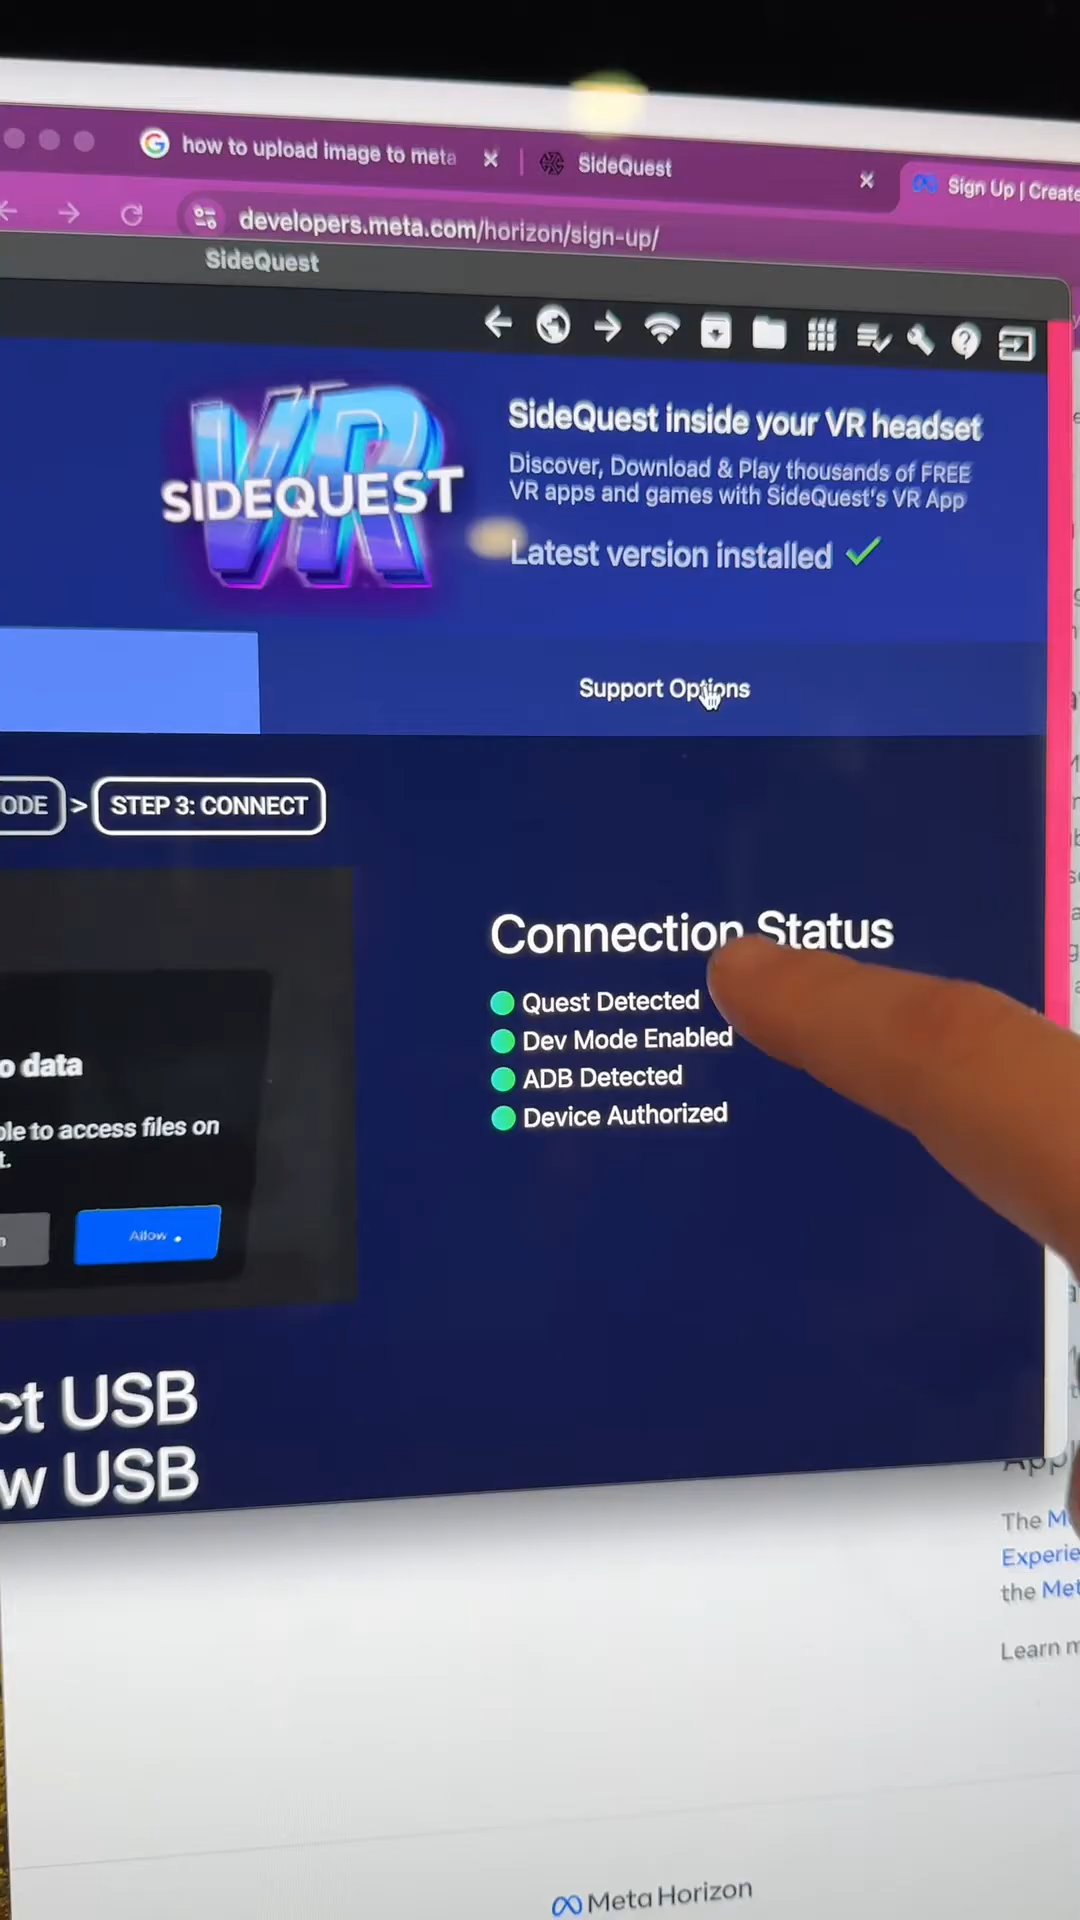 how to upload image to meta
SideQuest
Sign Up | Create
developers.meta.com/horizon/sign-up/
SideQuest
VR
SIDEQUEST
SideQuest inside your VR headset
Discover, Download & Play thousands of FREE
VR apps and games with SideQuest's VR App
Latest version installed
Support Options
ODE > STEP 3: CONNECT
Connection Status
Quest Detected
Dev Mode Enabled
ADB Detected
Device Authorized
o data
ble to access files on
t.
Allow
ct USB
w USB
App
The M
Experie
the Met
Learn m
Meta Horizon